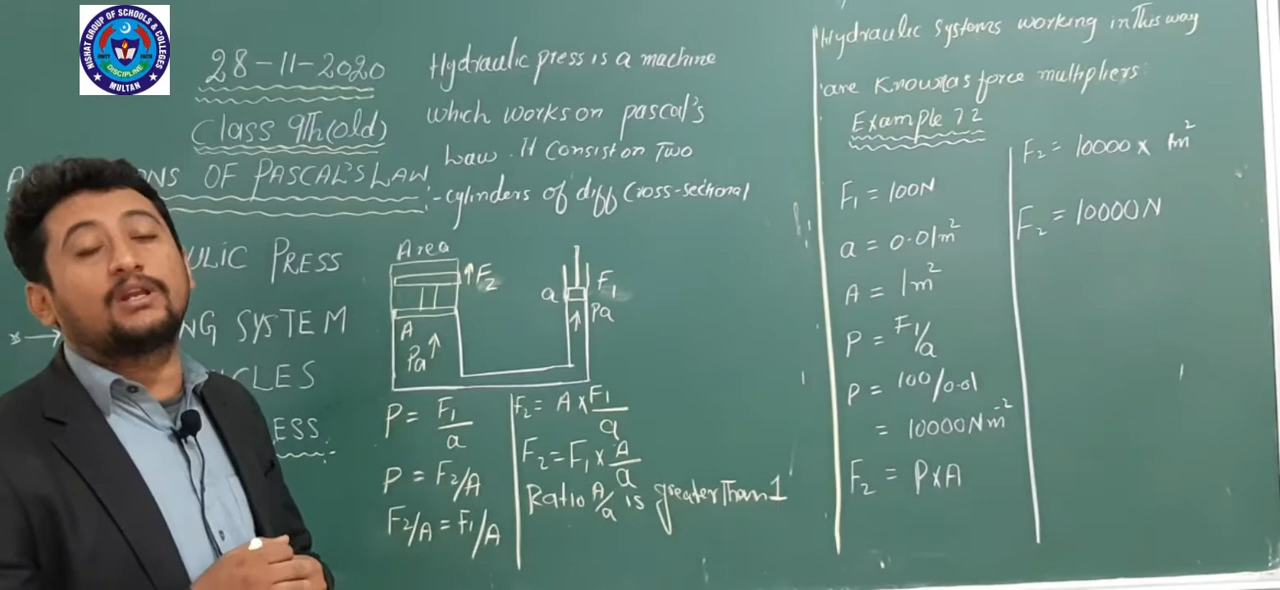 NISHAT GROUP OF SCHOOLS & COLLEGES
UNITY FAITH
DISCIPLINE
MULTAN
28-11-2020
Class 9Th(old)
OF PASCAL'S LAW
ULIC PRESS
NG SYSTEM
CLES
ESS
Hydraulic press is a machine
which works on pascal's
Law. It consist on Two
cylinders of diff Cross-sectional
Area
F2
A
Pa
a
F1
Pa
P = F1/a
P = F2/A
F2/A = F1/A
F2 = A × F1/a
F2 = F1 × A/a
Ratio A/a is greater Than 1
Hydraulic systems working in This way
are Known as force multipliers
Example 7.2
F1 = 100N
a = 0.01m²
A = 1m²
P = F1/a
P = 100/0.01
= 10000Nm⁻²
F2 = P×A
F2 = 10000 × 1m²
F2 = 10000N